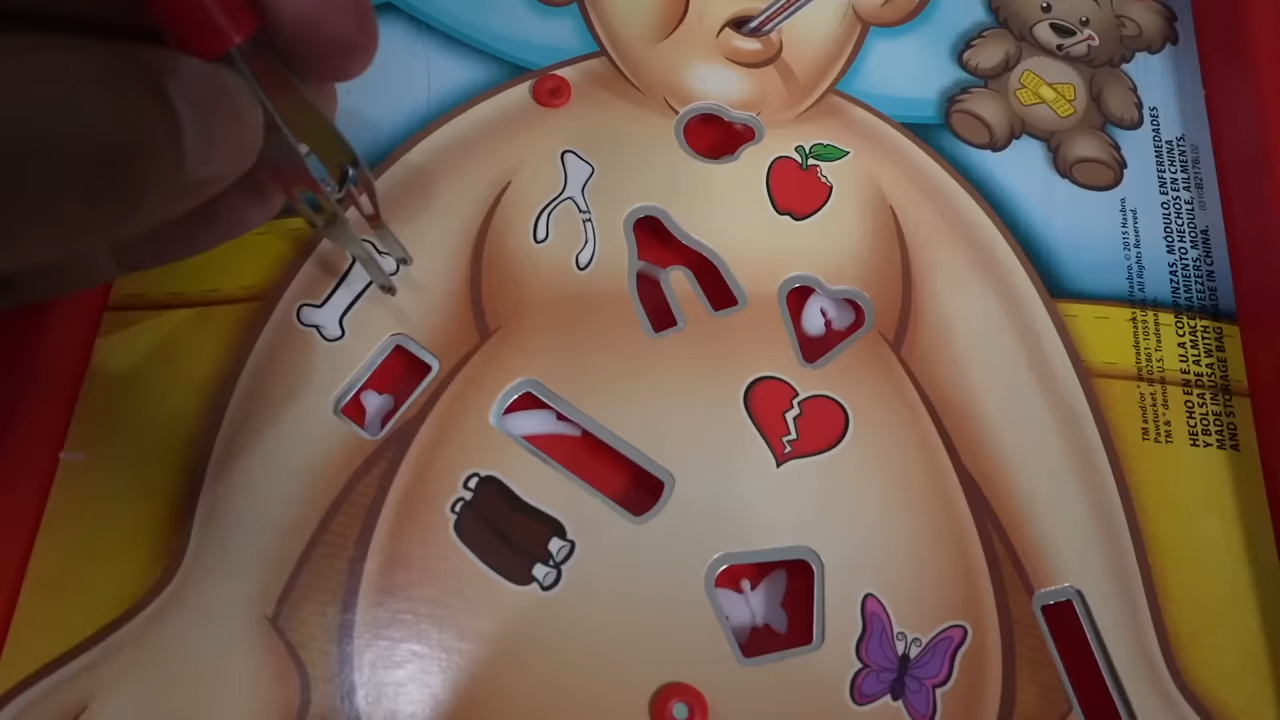 TM and/or ® are trademarks of Hasbro. © 2015 Hasbro,
Pawtucket, RI 02861-1059 USA. All Rights Reserved.
TM & ® denote U.S. Trademarks.
HECHO EN E.U.A CON PINZAS, MÓDULO, ENFERMEDADES
Y BOLSA DE ALMACENAMIENTO HECHOS EN CHINA
MADE IN USA WITH TWEEZERS, MODULE, AILMENTS,
AND STORAGE BAG MADE IN CHINA.